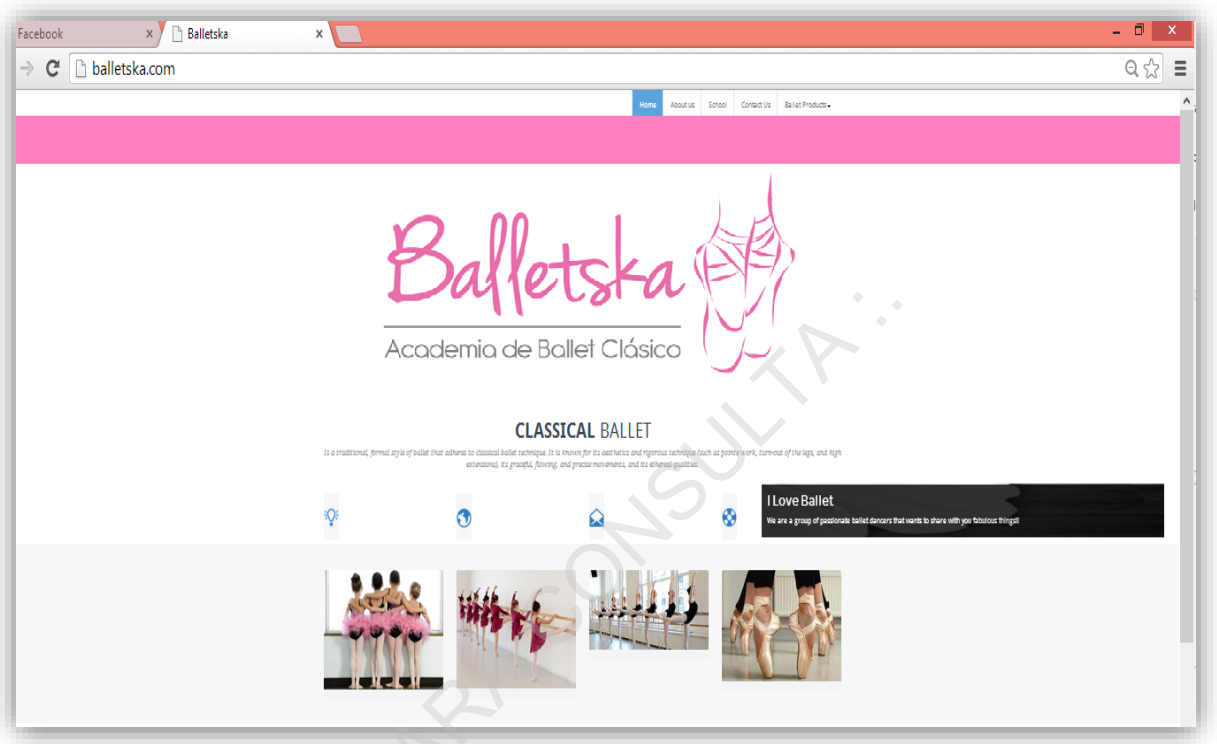 Facebook x Balletska x
balletska.com
Home About us School Contact Us Ballet Products
Balletska
Academia de Ballet Clásico
CLASSICAL BALLET
Is a traditional, formal style of ballet that adheres to classical ballet technique. It is known for its aesthetics and rigorous technique (such as pointe work, turn-out of the legs, and high
extensions), its graceful, flowing, and precise movements, and its ethereal qualities.
I Love Ballet
We are a group of passionate ballet dancers that wants to share with you fabulous things!!
CONSULTA .: